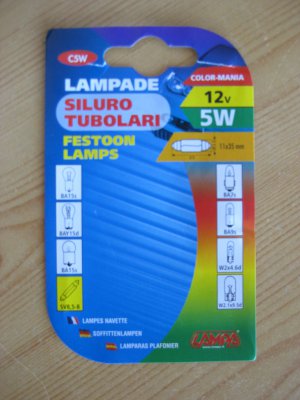 C5W
COLOR-MANIA
LAMPADE
SILURO
TUBOLARI
FESTOON
LAMPS
12V
5W
11x35 mm
BA15s
BAY15d
BA15s
SV8,5-8
BA7s
BA9s
W2x4.6d
W2.1x9.5d
LAMPES NAVETTE
SOFFITTENLAMPEN
LAMPARAS PLAFONIER
LAMPA